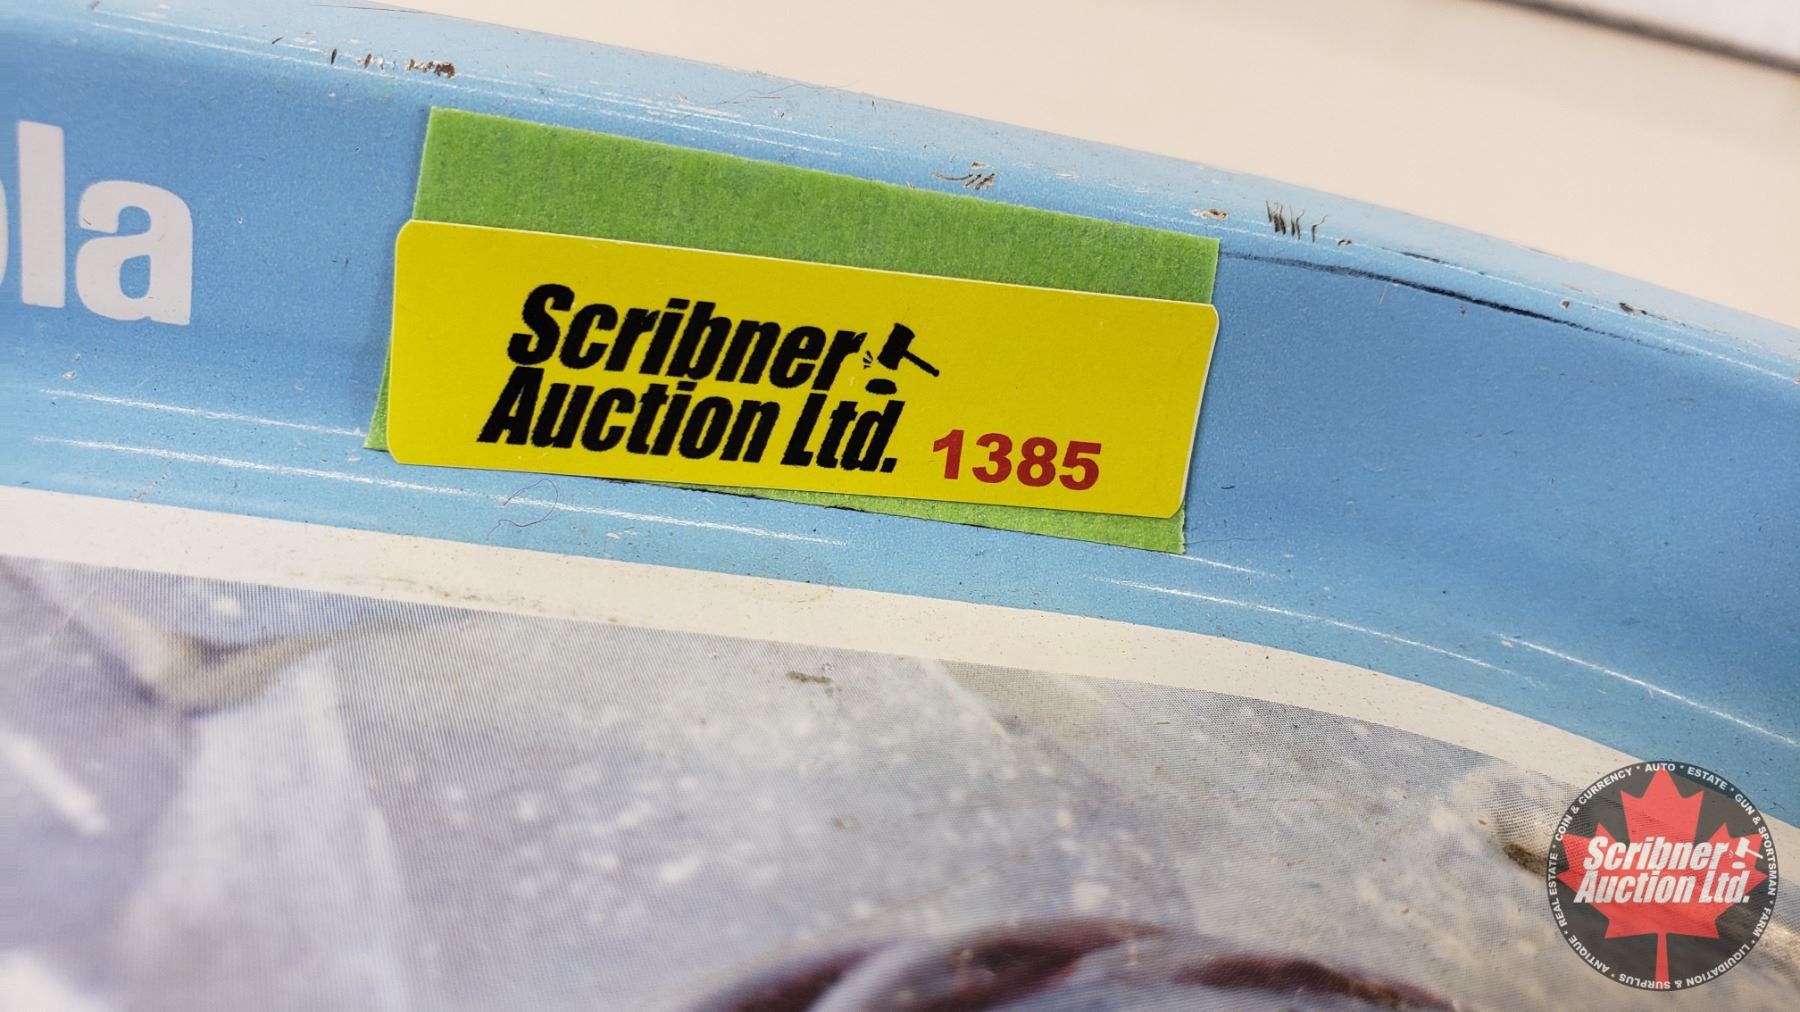 ola
Scribner
Auction Ltd. 1385
COIN & CURRENCY * AUTO * ESTATE * GUN & SPORTSMAN * FARM * LIQUIDATION & SURPLUS * ANTIQUE * REAL ESTATE *
Scribner
Auction Ltd.